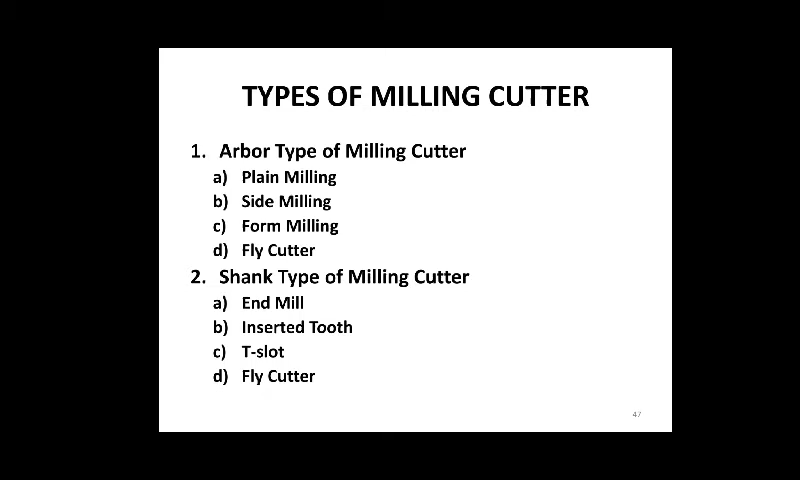 TYPES OF MILLING CUTTER
1. Arbor Type of Milling Cutter
a) Plain Milling
b) Side Milling
c) Form Milling
d) Fly Cutter
2. Shank Type of Milling Cutter
a) End Mill
b) Inserted Tooth
c) T-slot
d) Fly Cutter
47